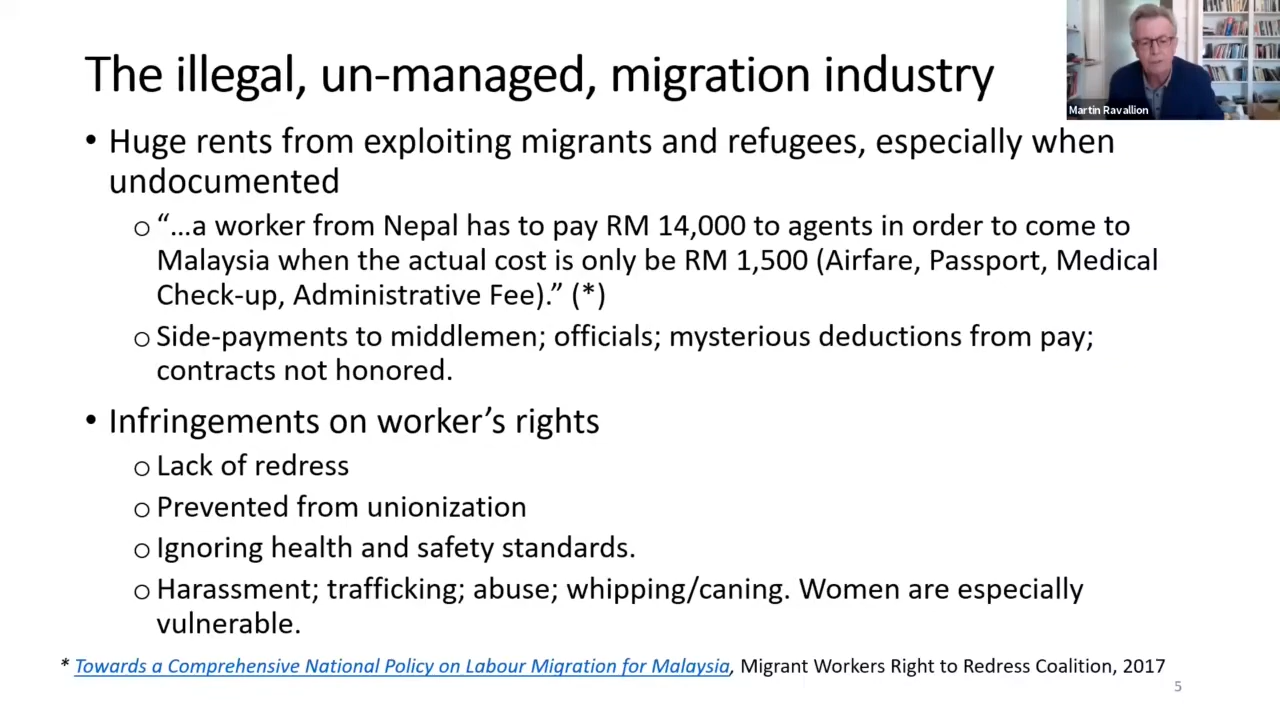 The illegal, un-managed, migration industry
Martin Ravallion
• Huge rents from exploiting migrants and refugees, especially when
undocumented
o “…a worker from Nepal has to pay RM 14,000 to agents in order to come to
Malaysia when the actual cost is only be RM 1,500 (Airfare, Passport, Medical
Check-up, Administrative Fee).” (*)
o Side-payments to middlemen; officials; mysterious deductions from pay;
contracts not honored.
• Infringements on worker’s rights
o Lack of redress
o Prevented from unionization
o Ignoring health and safety standards.
o Harassment; trafficking; abuse; whipping/caning. Women are especially
vulnerable.
* Towards a Comprehensive National Policy on Labour Migration for Malaysia, Migrant Workers Right to Redress Coalition, 2017
5